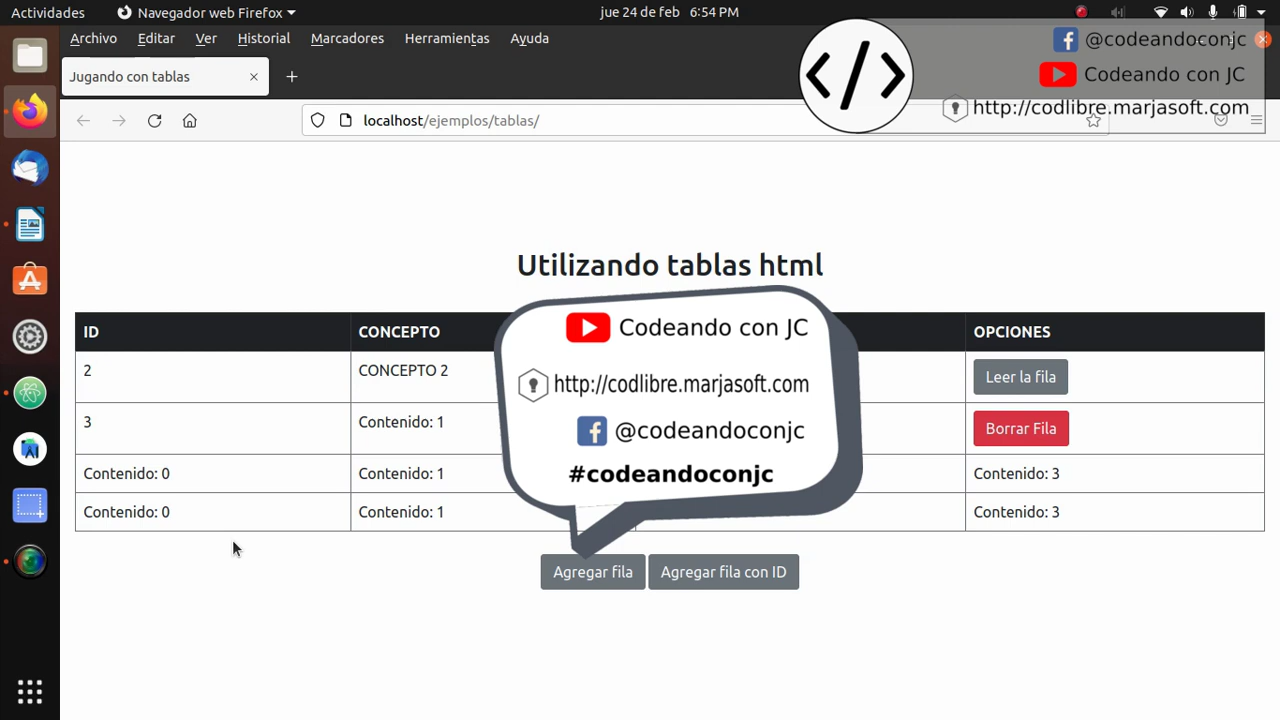 Actividades
Navegador web Firefox
jue 24 de feb 6:54 PM
Archivo Editar Ver Historial Marcadores Herramientas Ayuda
@codeandoconjc
Codeando con JC
http://codlibre.marjasoft.com
Jugando con tablas
localhost/ejemplos/tablas/
Utilizando tablas html
ID CONCEPTO OPCIONES
2 CONCEPTO 2 Leer la fila
3 Contenido: 1 Borrar Fila
Contenido: 0 Contenido: 1 Contenido: 3
Contenido: 0 Contenido: 1 Contenido: 3
Codeando con JC
http://codlibre.marjasoft.com
@codeandoconjc
#codeandoconjc
Agregar fila Agregar fila con ID